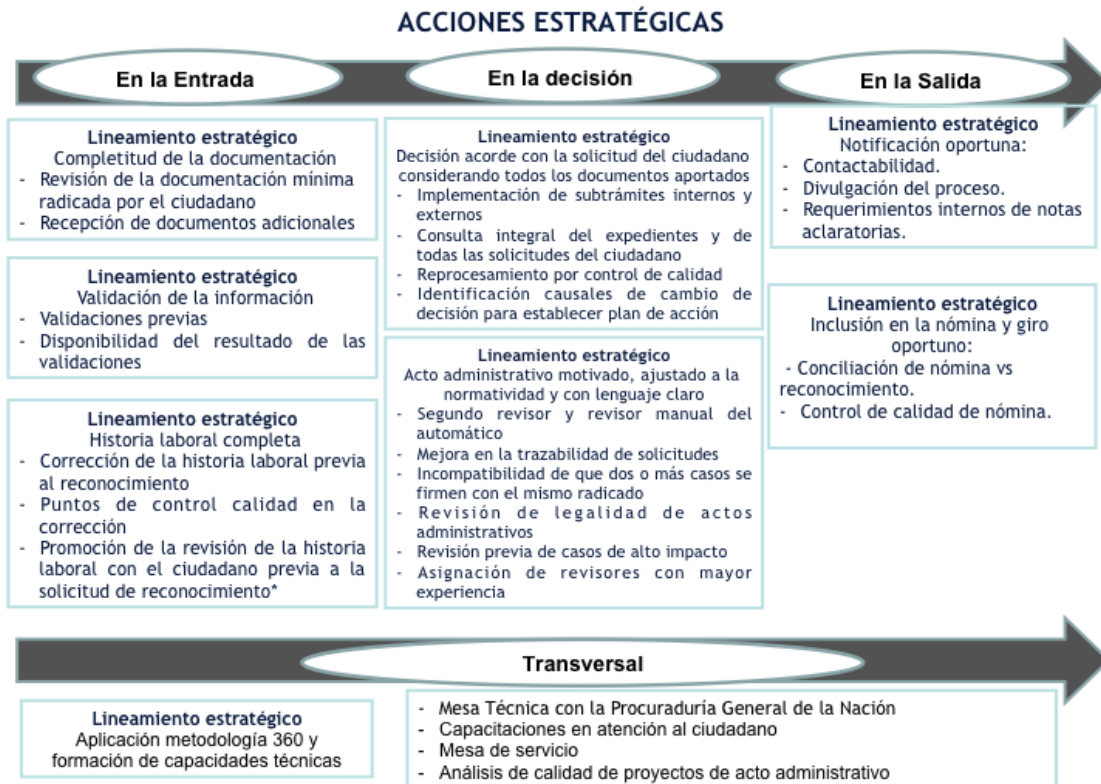 ACCIONES ESTRATÉGICAS
En la Entrada
En la decisión
En la Salida
Lineamiento estratégico
Completitud de la documentación
- Revisión de la documentación mínima
radicada por el ciudadano
- Recepción de documentos adicionales
Lineamiento estratégico
Validación de la información
- Validaciones previas
- Disponibilidad del resultado de las
validaciones
Lineamiento estratégico
Historia laboral completa
- Corrección de la historia laboral previa
al reconocimiento
- Puntos de control calidad en la
corrección
- Promoción de la revisión de la historia
laboral con el ciudadano previa a la
solicitud de reconocimiento*
Lineamiento estratégico
Decisión acorde con la solicitud del ciudadano
considerando todos los documentos aportados
- Implementación de subtrámites internos y
externos
- Consulta integral del expedientes y de
todas las solicitudes del ciudadano
- Reprocesamiento por control de calidad
- Identificación causales de cambio de
decisión para establecer plan de acción
Lineamiento estratégico
Acto administrativo motivado, ajustado a la
normatividad y con lenguaje claro
- Segundo revisor y revisor manual del
automático
- Mejora en la trazabilidad de solicitudes
- Incompatibilidad de que dos o más casos se
firmen con el mismo radicado
- Revisión de legalidad de actos
administrativos
- Revisión previa de casos de alto impacto
- Asignación de revisores con mayor
experiencia
Lineamiento estratégico
Notificación oportuna:
- Contactabilidad.
- Divulgación del proceso.
- Requerimientos internos de notas
aclaratorias.
Lineamiento estratégico
Inclusión en la nómina y giro
oportuno:
- Conciliación de nómina vs
reconocimiento.
- Control de calidad de nómina.
Transversal
Lineamiento estratégico
Aplicación metodología 360 y
formación de capacidades técnicas
- Mesa Técnica con la Procuraduría General de la Nación
- Capacitaciones en atención al ciudadano
- Mesa de servicio
- Análisis de calidad de proyectos de acto administrativo